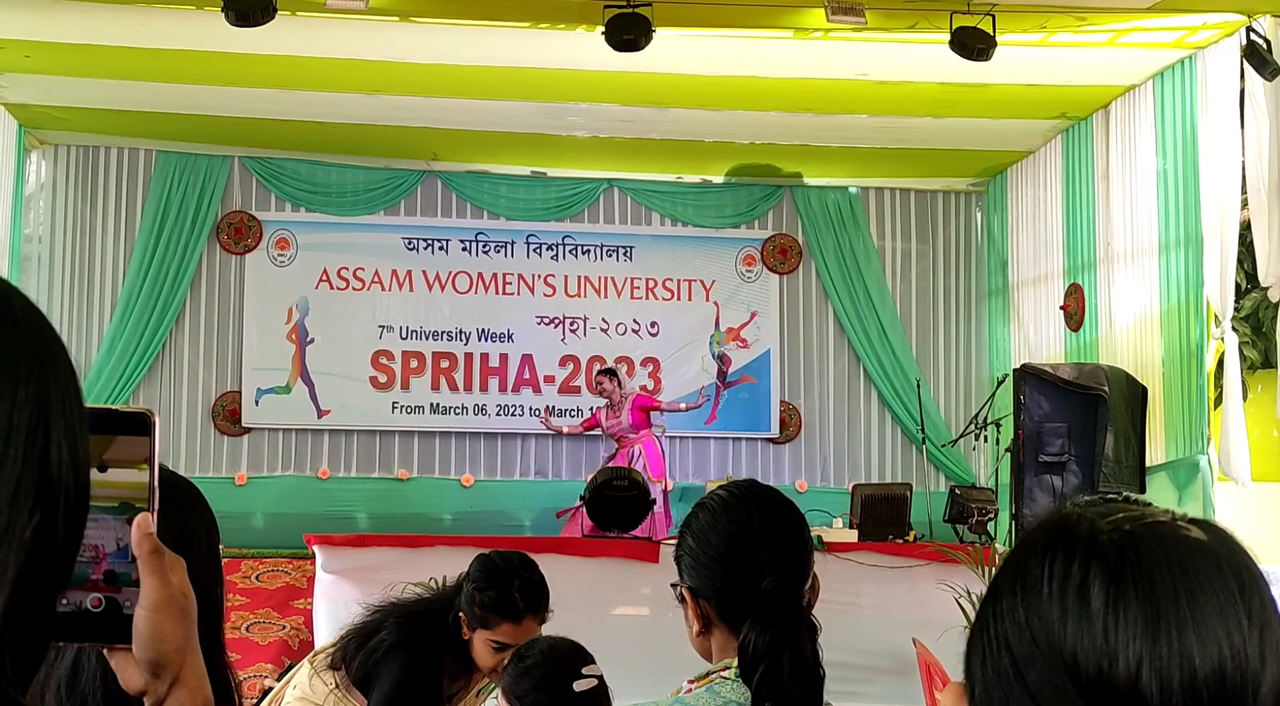 অসম মহিলা বিশ্ববিদ্যালয়
ASSAM WOMEN'S UNIVERSITY
7th University Week
স্পৃহা-২০২৩
SPRIHA-2023
From March 06, 2023 to March